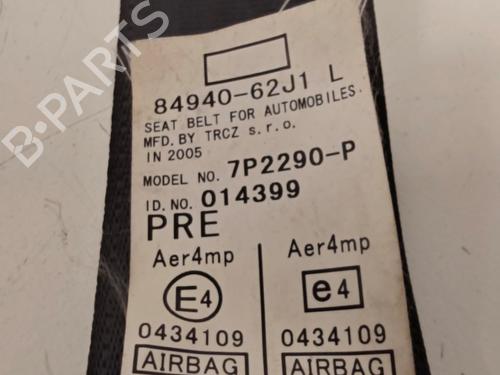 84940-62J1 L
SEAT BELT FOR AUTOMOBILES.
MFD. BY TRCZ s.r.o.
IN 2005
MODEL NO. 7P2290-P
ID. NO. 014399
PRE
Aer4mp Aer4mp
E4 e4
0434109 0434109
AIRBAG AIRBAG